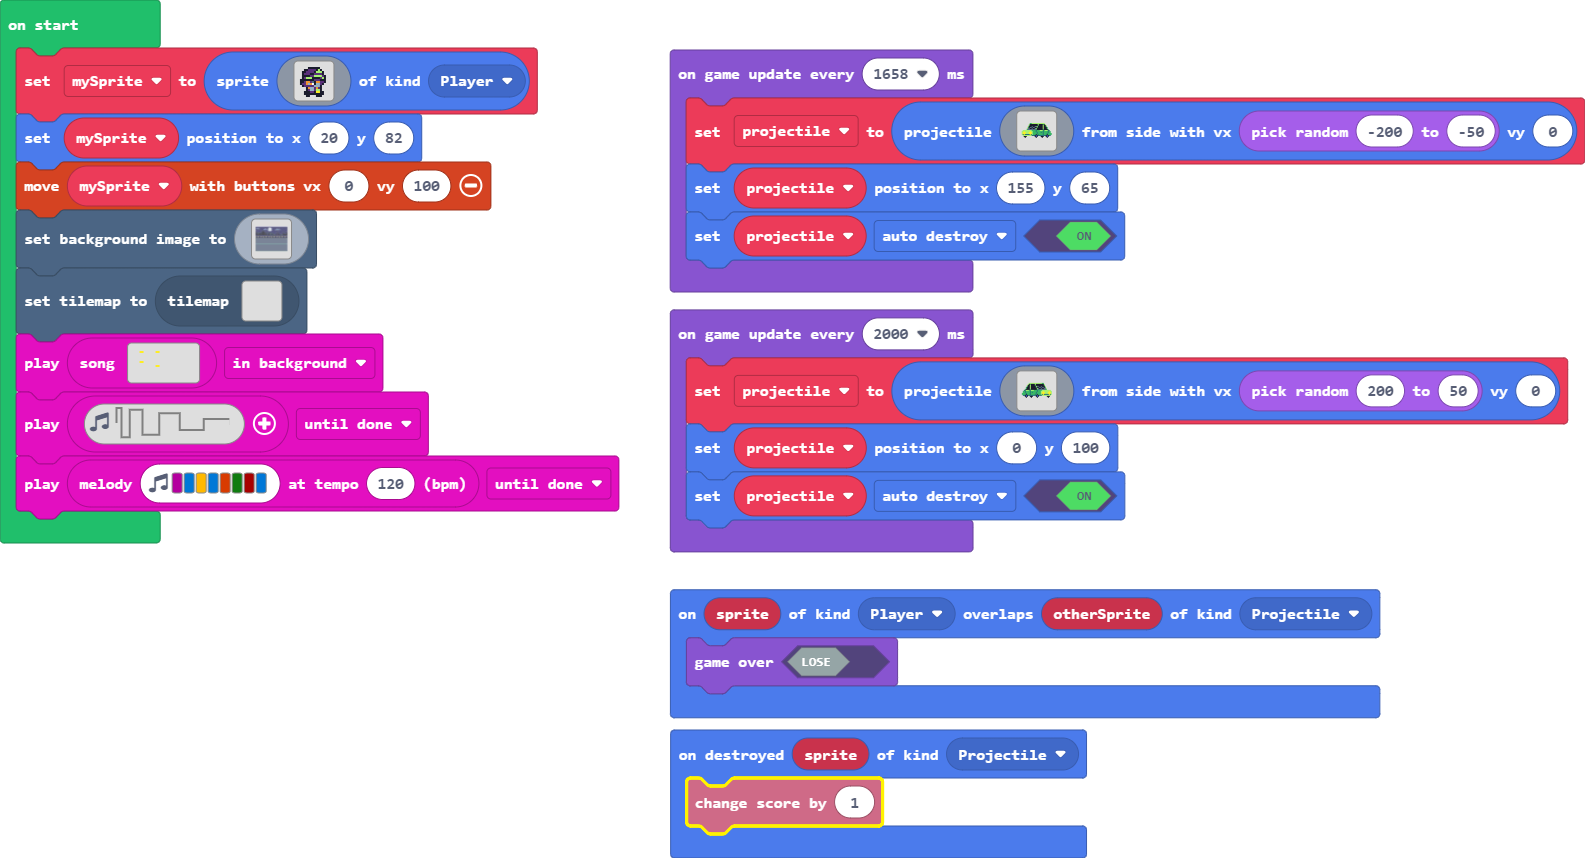 on start
set mySprite to sprite of kind Player
set mySprite position to x 20 y 82
move mySprite with buttons vx 0 vy 100
set background image to
set tilemap to tilemap
play song in background
play until done
play melody at tempo 120 (bpm) until done
on game update every 1658 ms
set projectile to projectile from side with vx pick random -200 to -50 vy 0
set projectile position to x 155 y 65
set projectile auto destroy ON
on game update every 2000 ms
set projectile to projectile from side with vx pick random 200 to 50 vy 0
set projectile position to x 0 y 100
set projectile auto destroy ON
on sprite of kind Player overlaps otherSprite of kind Projectile
game over LOSE
on destroyed sprite of kind Projectile
change score by 1